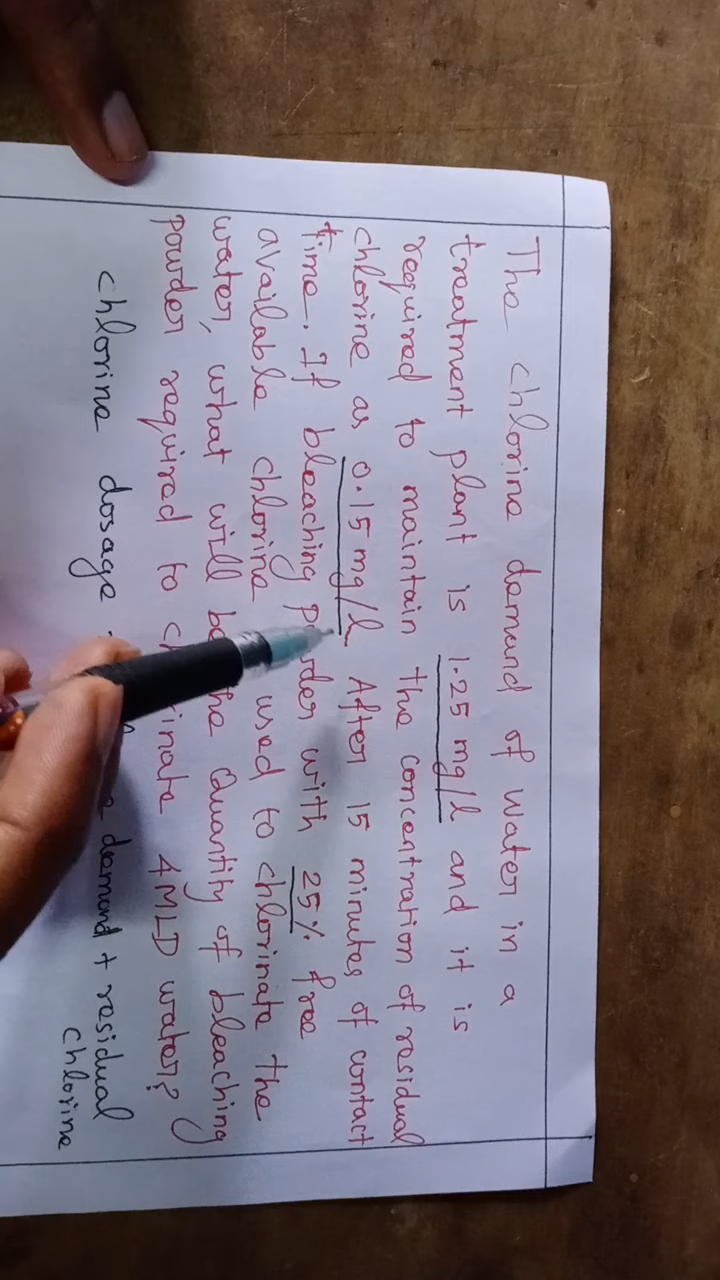 The chlorine demand of water in a
treatment plant is 1.25 mg/l and it is
required to maintain the concentration of residual
chlorine as 0.15 mg/l After 15 minutes of contact
time. If bleaching with 25% free
available chlorine used to chlorinate the
water, what will the Quantity of bleaching
powder required to 4MLD water?
chlorine dosage demand + residual
chlorine